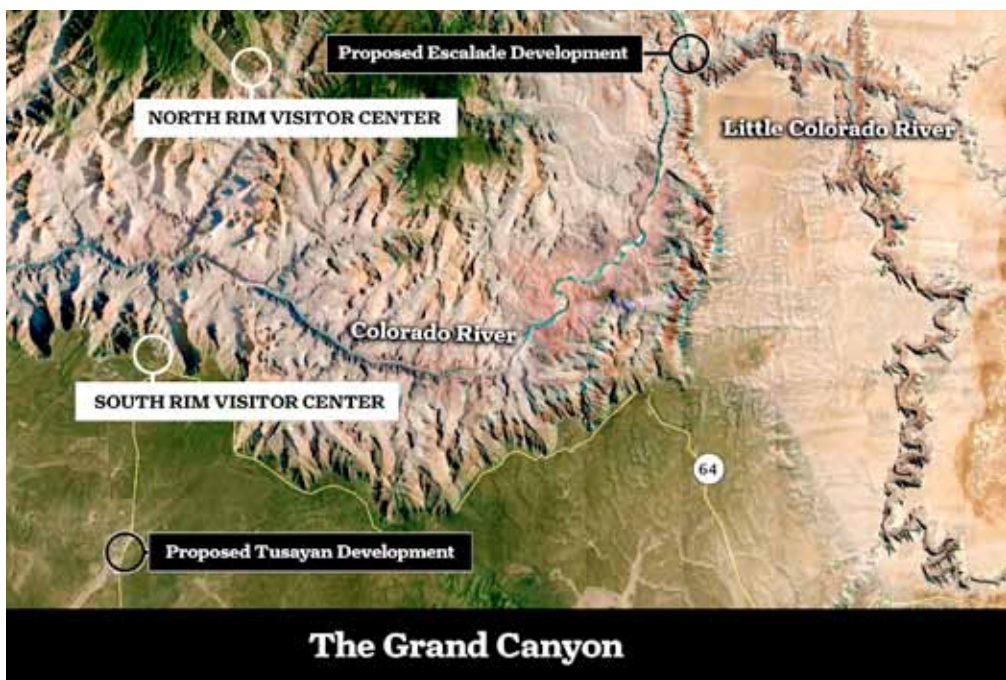 Proposed Escalade Development
NORTH RIM VISITOR CENTER
Little Colorado River
Colorado River
SOUTH RIM VISITOR CENTER
64
Proposed Tusayan Development
The Grand Canyon